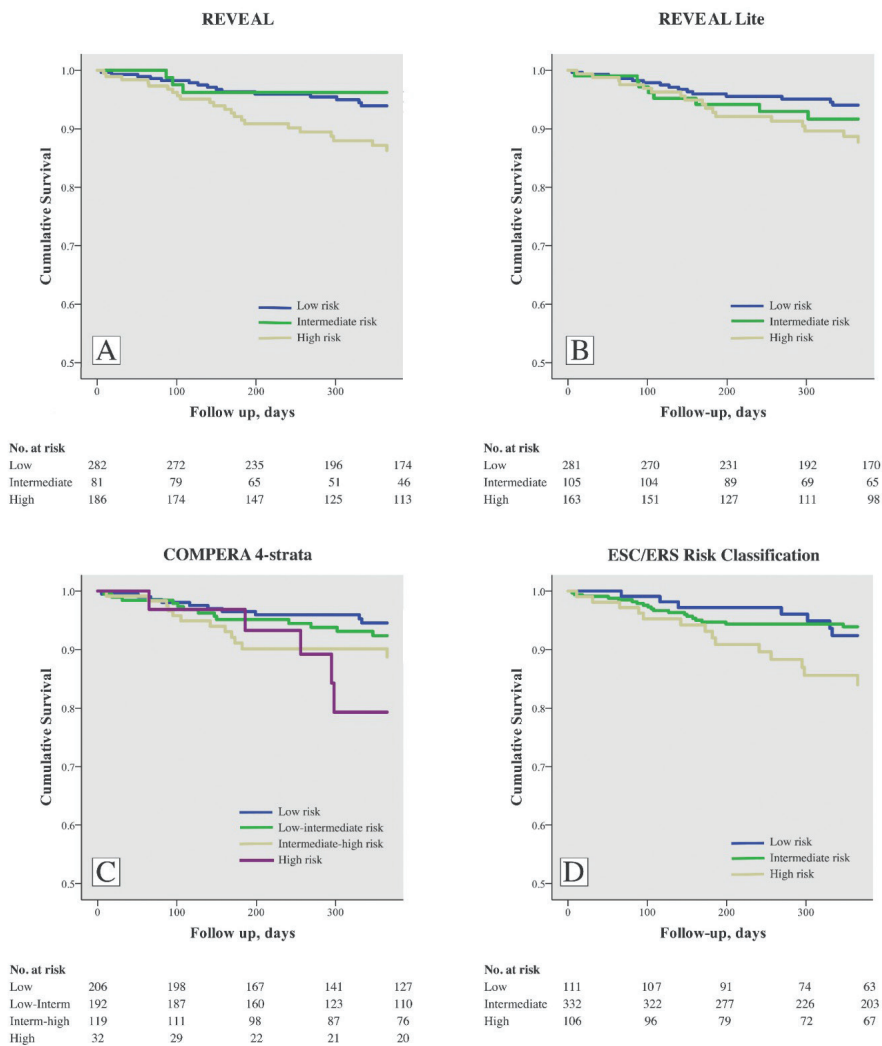 REVEAL
1.0
0.9
0.8
0.7
0.6
0.5
Cumulative Survival
Low risk
Intermediate risk
High risk
A
0 100 200 300
Follow up, days
No. at risk
Low 282 272 235 196 174
Intermediate 81 79 65 51 46
High 186 174 147 125 113
REVEAL Lite
1.0
0.9
0.8
0.7
0.6
0.5
Cumulative Survival
Low risk
Intermediate risk
High risk
B
0 100 200 300
Follow-up, days
No. at risk
Low 281 270 231 192 170
Intermediate 105 104 89 69 65
High 163 151 127 111 98
COMPERA 4-strata
1.0
0.9
0.8
0.7
0.6
0.5
Cumulative Survival
Low risk
Low-intermediate risk
Intermediate-high risk
High risk
C
0 100 200 300
Follow up, days
No. at risk
Low 206 198 167 141 127
Low-Interm 192 187 160 123 110
Interm-high 119 111 98 87 76
High 32 29 22 21 20
ESC/ERS Risk Classification
1.0
0.9
0.8
0.7
0.6
0.5
Cumulative Survival
Low risk
Intermediate risk
High risk
D
0 100 200 300
Follow-up, days
No. at risk
Low 111 107 91 74 63
Intermediate 332 322 277 226 203
High 106 96 79 72 67